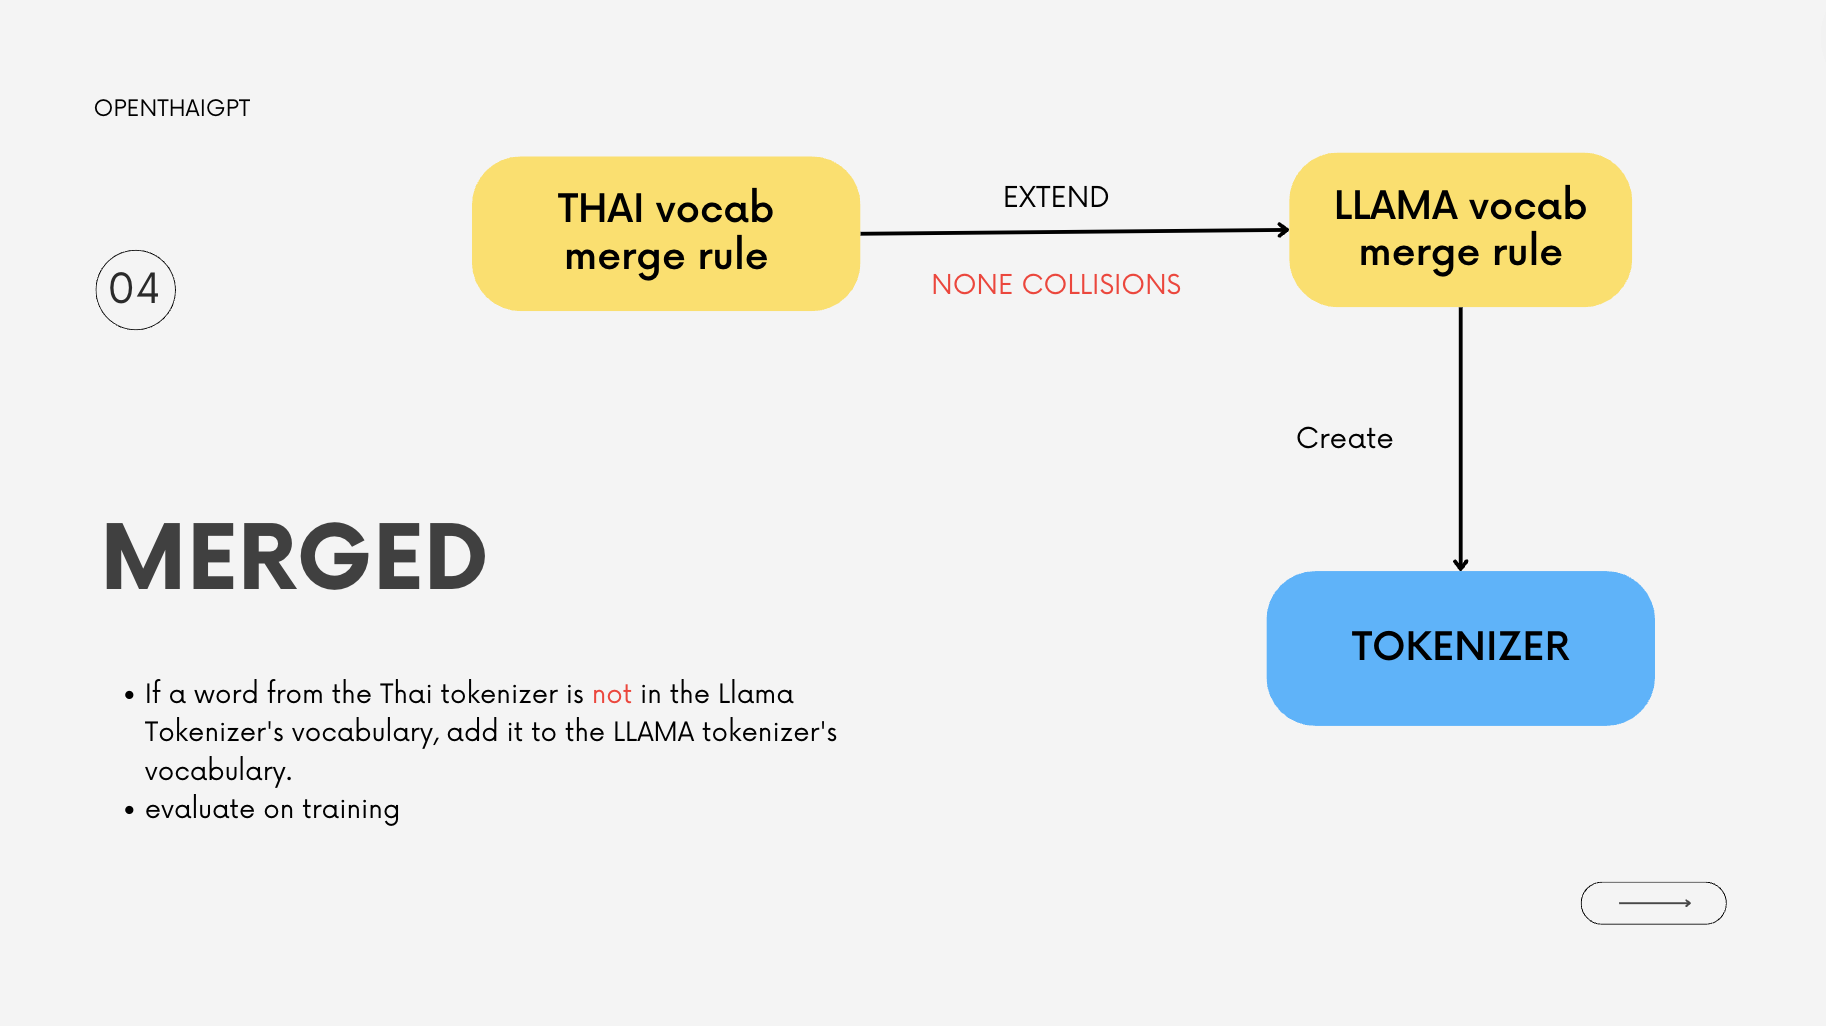 OPENTHAIGPT
THAI vocab
merge rule
EXTEND
NONE COLLISIONS
LLAMA vocab
merge rule
04
Create
MERGED
TOKENIZER
• If a word from the Thai tokenizer is not in the Llama
Tokenizer's vocabulary, add it to the LLAMA tokenizer's
vocabulary.
• evaluate on training